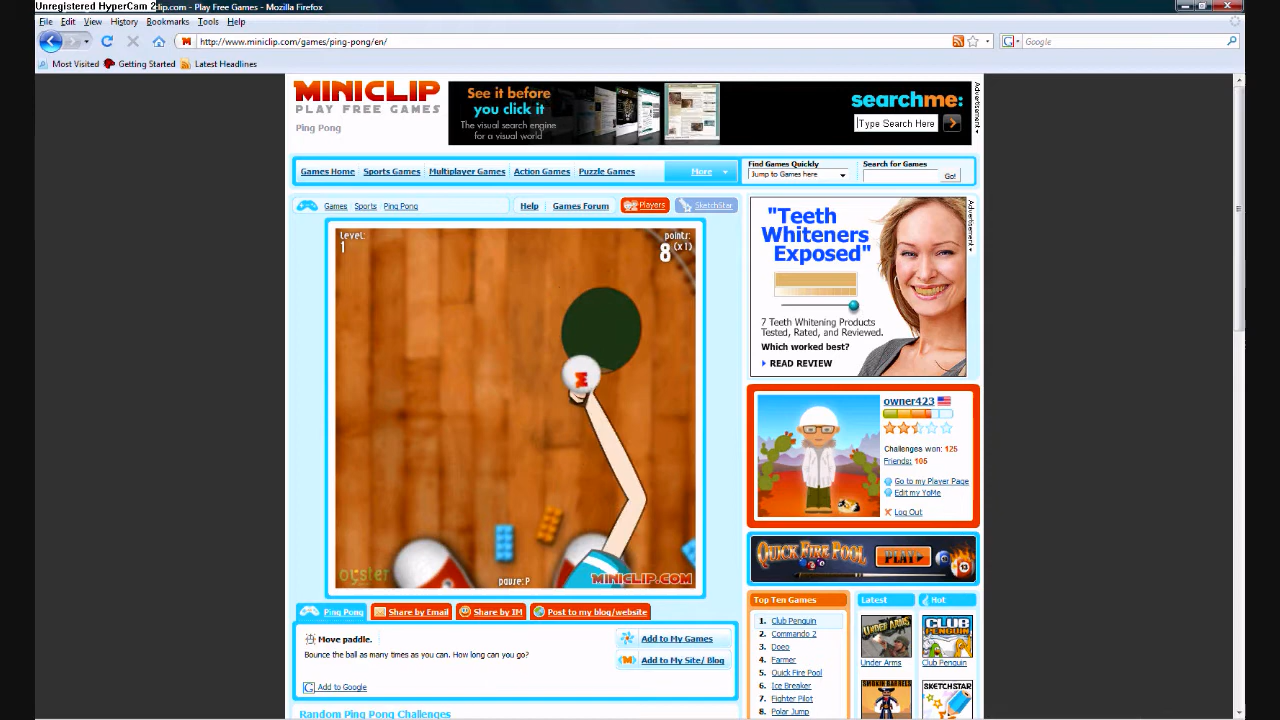 Unregistered HyperCam 2
lip.com - Play Free Games - Mozilla Firefox
File Edit View History Bookmarks Tools Help
http://www.miniclip.com/games/ping-pong/en/
Google
Most Visited Getting Started Latest Headlines
MINICLIP
PLAY FREE GAMES
Ping Pong
See it before
you click it
The visual search engine
for a visual world
searchme:
Type Search Here
Advertisement
Games Home Sports Games Multiplayer Games Action Games Puzzle Games More
Find Games Quickly
Jump to Games here
Search for Games
Go!
Games Sports Ping Pong Help Games Forum Players SketchStar
level:
1
points:
8 (x1)
oyster
pause: P
MINICLIP.COM
"Teeth
Whiteners
Exposed"
7 Teeth Whitening Products
Tested, Rated, and Reviewed.
Which worked best?
READ REVIEW
Advertisement
owner423
Challenges won: 125
Friends: 105
Go to my Player Page
Edit my YoMe
Log Out
QUICK FIRE POOL PLAY
Ping Pong Share by Email Share by IM Post to my blog/website
Move paddle.
Bounce the ball as many times as you can. How long can you go?
Add to My Games
Add to My Site/ Blog
Add to Google
Random Ping Pong Challenges
Top Ten Games
1. Club Penguin
2. Commando 2
3. Doeo
4. Farmer
5. Quick Fire Pool
6. Ice Breaker
7. Fighter Pilot
8. Polar Jump
Latest
UNDER ARMS
Under Arms
Hot
CLUB PENGUIN
Club Penguin
SKETCHSTAR